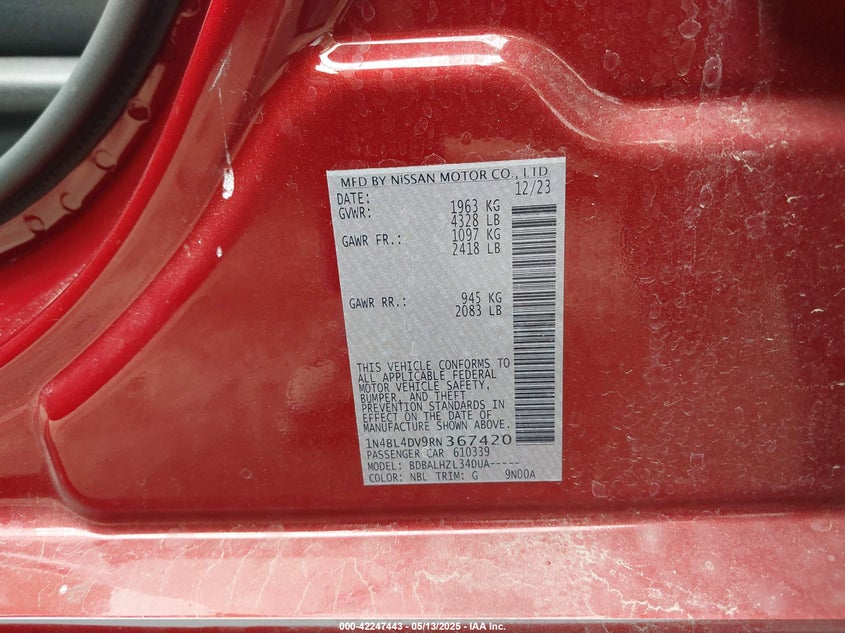 MFD BY NISSAN MOTOR CO., LTD
DATE: 12/23
GVWR: 1963 KG
4328 LB
GAWR FR.: 1097 KG
2418 LB
GAWR RR.: 945 KG
2083 LB
THIS VEHICLE CONFORMS TO
ALL APPLICABLE FEDERAL
MOTOR VEHICLE SAFETY,
BUMPER, AND THEFT
PREVENTION STANDARDS IN
EFFECT ON THE DATE OF
MANUFACTURE SHOWN ABOVE.
1N4BL4DV9RN367420
PASSENGER CAR 610339
MODEL: BDBALHZL34DUA-----
COLOR: NBL TRIM: G 9N00A
000-42247443 — 05/13/2025 — IAA Inc.